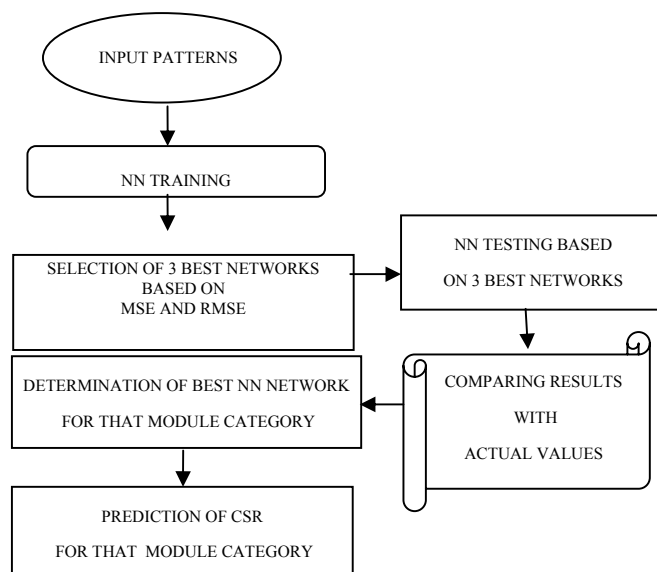 INPUT PATTERNS
NN TRAINING
SELECTION OF 3 BEST NETWORKS
BASED ON
MSE AND RMSE
NN TESTING BASED
ON 3 BEST NETWORKS
COMPARING RESULTS
WITH
ACTUAL VALUES
DETERMINATION OF BEST NN NETWORK
FOR THAT MODULE CATEGORY
PREDICTION OF CSR
FOR THAT MODULE CATEGORY